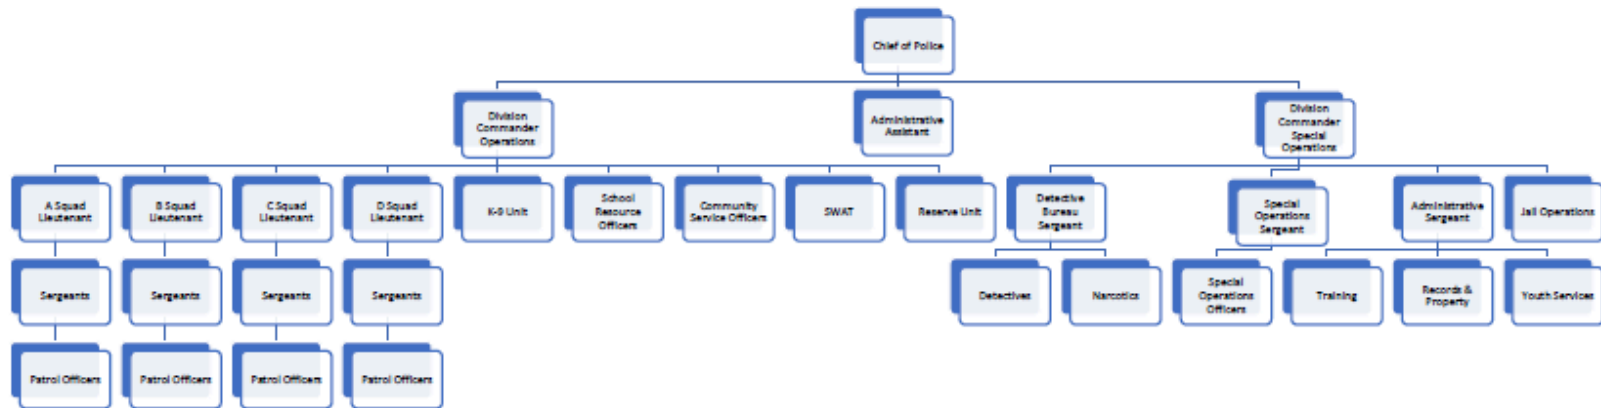 Chief of Police
Division
Commander
Operations
Administrative
Assistant
Division
Commander
Special
Operations
A Squad
Lieutenant
B Squad
Lieutenant
C Squad
Lieutenant
D Squad
Lieutenant
K-9 Unit
School
Resource
Officers
Community
Service Officers
SWAT
Reserve Unit
Detective
Bureau
Sergeant
Special
Operations
Sergeant
Administrative
Sergeant
Jail Operations
Sergeants
Sergeants
Sergeants
Sergeants
Detectives
Narcotics
Special
Operations
Officers
Training
Records &
Property
Youth Services
Patrol Officers
Patrol Officers
Patrol Officers
Patrol Officers